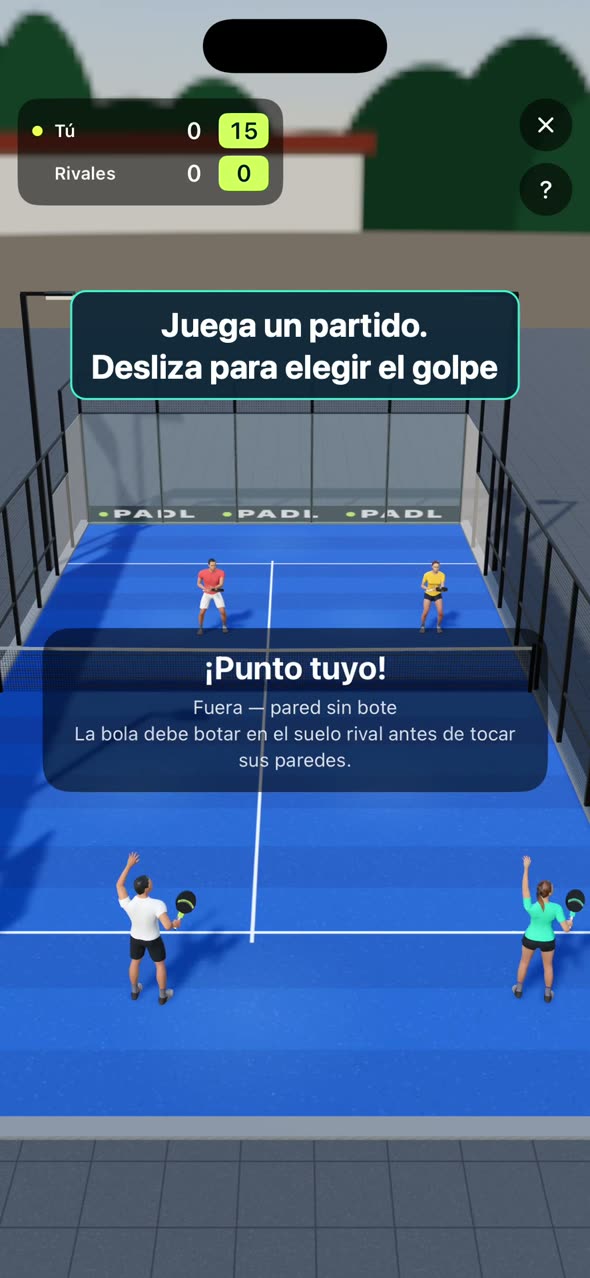 Tú 0 15
Rivales 0 0
?
Juega un partido.
Desliza para elegir el golpe
PADL PADL PADL
¡Punto tuyo!
Fuera — pared sin bote
La bola debe botar en el suelo rival antes de tocar
sus paredes.